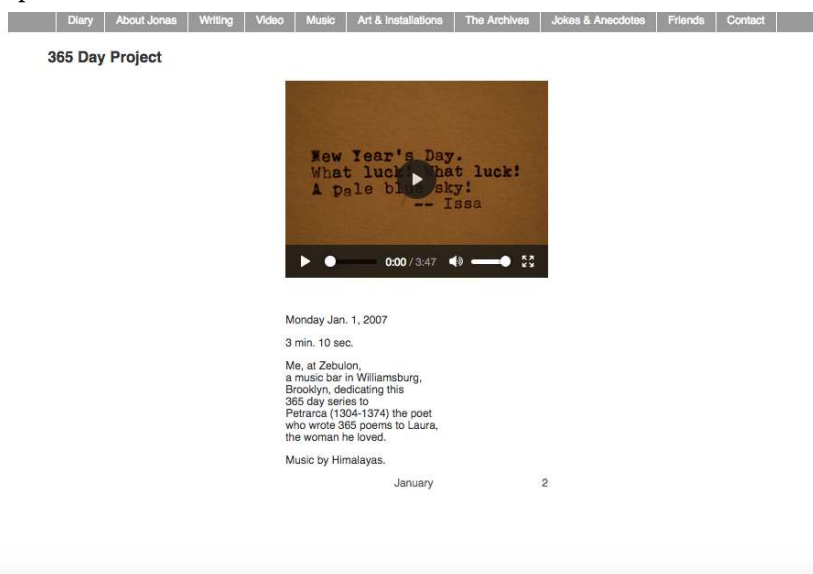 Diary About Jonas Writing Video Music Art & Installations The Archives Jokes & Anecdotes Friends Contact
365 Day Project
New Year's Day.
What luck! What luck!
A pale blue sky!
-- Issa
0:00 / 3:47
Monday Jan. 1, 2007
3 min. 10 sec.
Me, at Zebulon,
a music bar in Williamsburg,
Brooklyn, dedicating this
365 day series to
Petrarca (1304-1374) the poet
who wrote 365 poems to Laura,
the woman he loved.
Music by Himalayas.
January 2